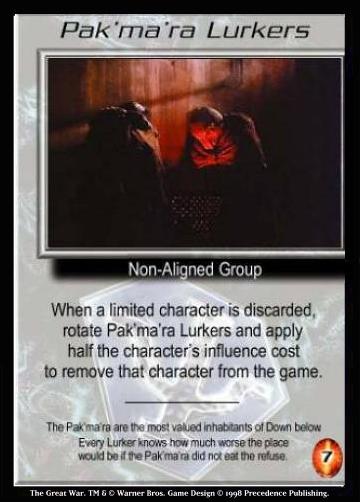 Pak'ma'ra Lurkers
Non-Aligned Group
When a limited character is discarded,
rotate Pak'ma'ra Lurkers and apply
half the character's influence cost
to remove that character from the game.
The Pak'ma'ra are the most valued inhabitants of Down below
Every Lurker knows how much worse the place
would be if the Pak'ma'ra did not eat the refuse.
7
The Great War. TM & © Warner Bros. Game Design © 1998 Precedence Publishing.